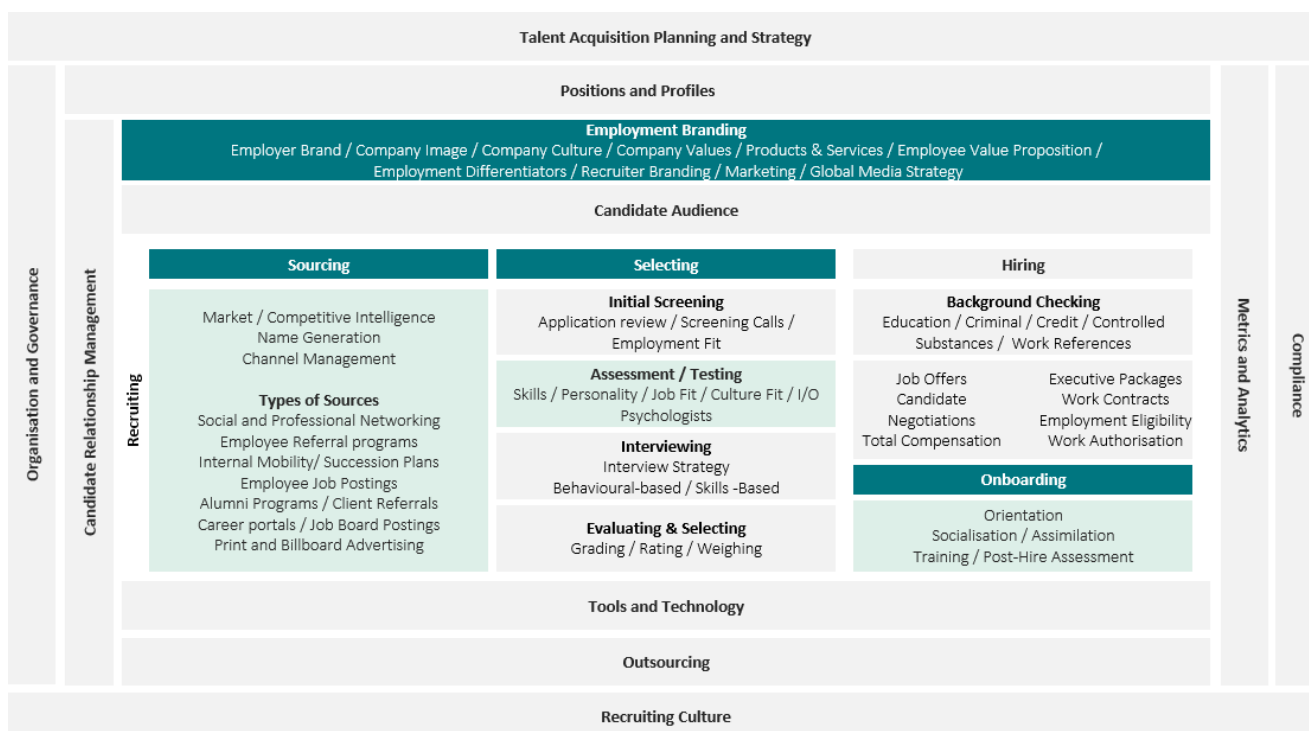 Talent Acquisition Planning and Strategy
Organisation and Governance
Positions and Profiles
Candidate Relationship Management
Employment Branding
Employer Brand / Company Image / Company Culture / Company Values / Products & Services / Employee Value Proposition /
Employment Differentiators / Recruiter Branding / Marketing / Global Media Strategy
Candidate Audience
Recruiting
Sourcing
Market / Competitive Intelligence
Name Generation
Channel Management
Types of Sources
Social and Professional Networking
Employee Referral programs
Internal Mobility/ Succession Plans
Employee Job Postings
Alumni Programs / Client Referrals
Career portals / Job Board Postings
Print and Billboard Advertising
Selecting
Initial Screening
Application review / Screening Calls /
Employment Fit
Assessment / Testing
Skills / Personality / Job Fit / Culture Fit / I/O
Psychologists
Interviewing
Interview Strategy
Behavioural-based / Skills -Based
Evaluating & Selecting
Grading / Rating / Weighing
Hiring
Background Checking
Education / Criminal / Credit / Controlled
Substances / Work References
Job Offers
Candidate
Negotiations
Total Compensation
Executive Packages
Work Contracts
Employment Eligibility
Work Authorisation
Onboarding
Orientation
Socialisation / Assimilation
Training / Post-Hire Assessment
Metrics and Analytics
Compliance
Tools and Technology
Outsourcing
Recruiting Culture